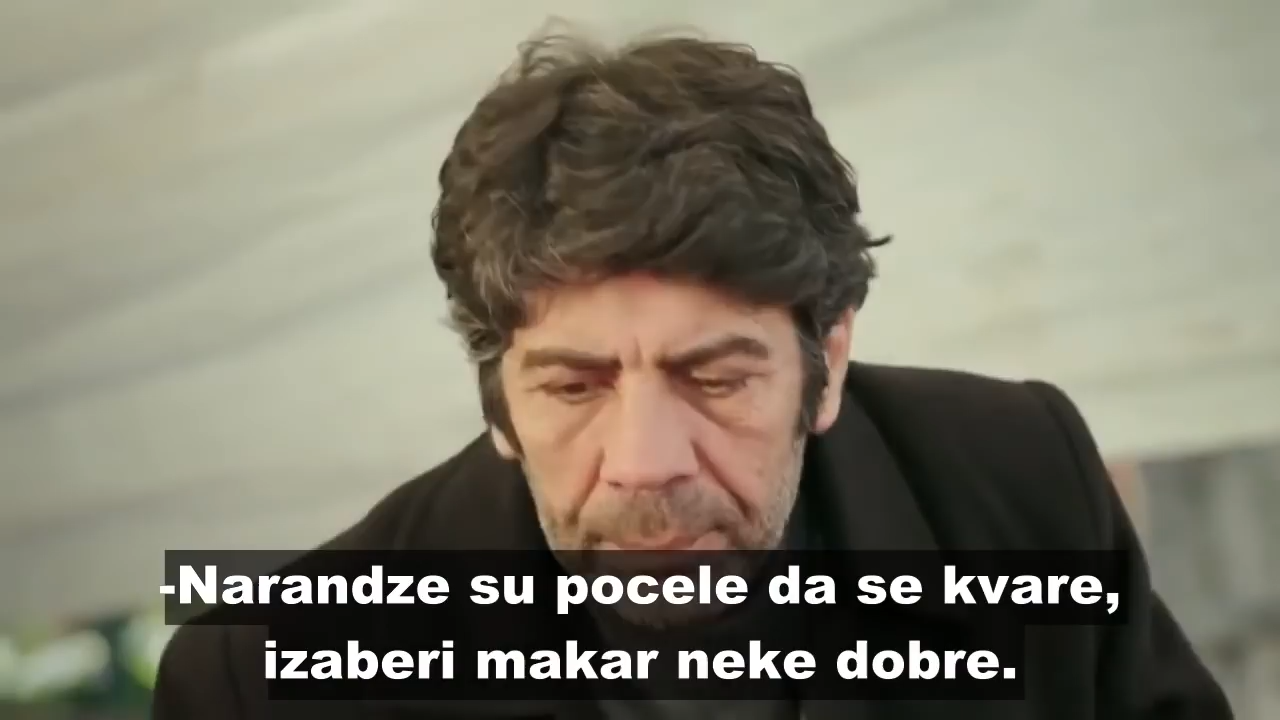 -Narandze su pocele da se kvare,
izaberi makar neke dobre.